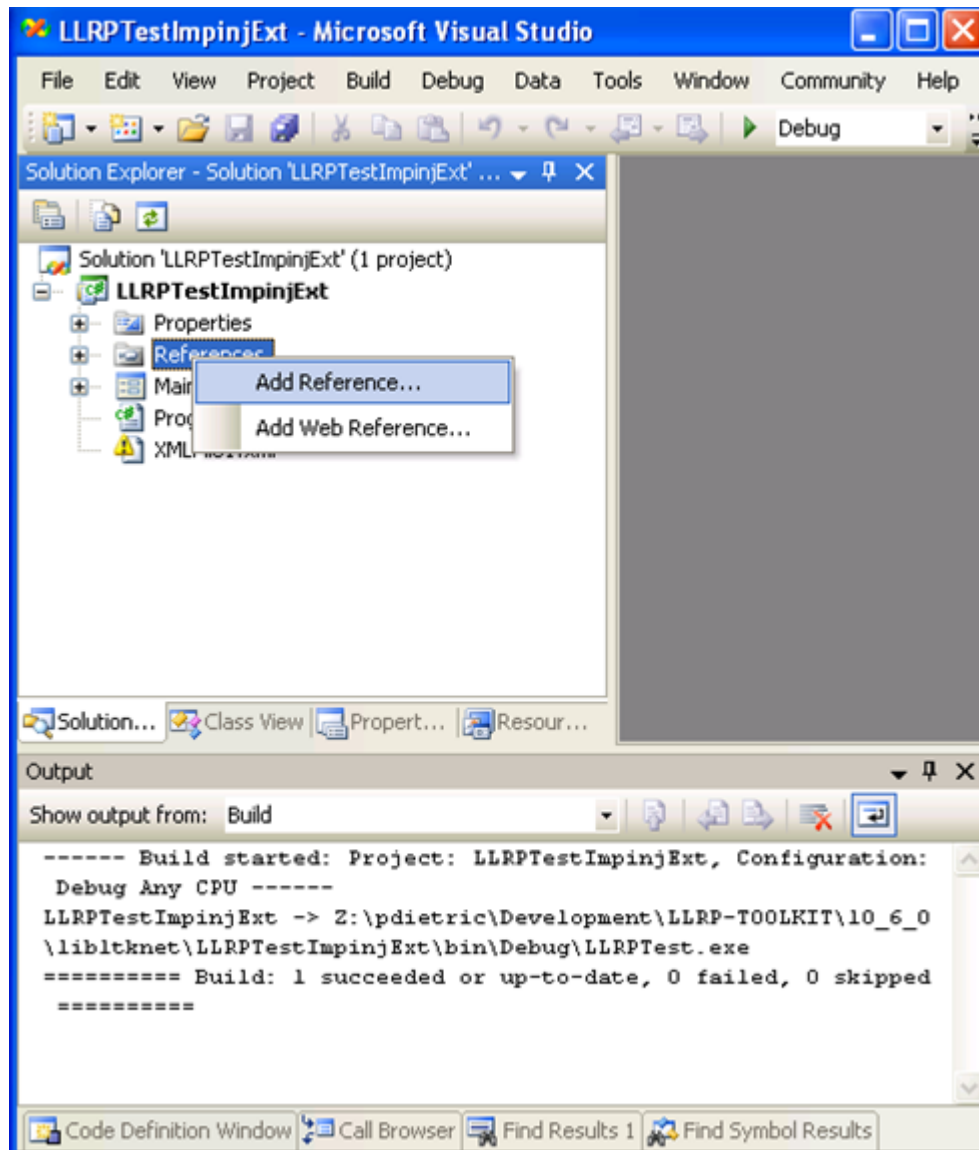 LLRPTestImpinjExt - Microsoft Visual Studio
File Edit View Project Build Debug Data Tools Window Community Help
Debug
Solution Explorer - Solution 'LLRPTestImpinjExt' ...
Solution 'LLRPTestImpinjExt' (1 project)
LLRPTestImpinjExt
Properties
References
Add Reference...
Add Web Reference...
Solution... Class View Propert... Resour...
Output
Show output from: Build
------ Build started: Project: LLRPTestImpinjExt, Configuration:
Debug Any CPU ------
LLRPTestImpinjExt -> Z:\pdietric\Development\LLRP-TOOLKIT\10_6_0
\libltknet\LLRPTestImpinjExt\bin\Debug\LLRPTest.exe
========== Build: 1 succeeded or up-to-date, 0 failed, 0 skipped
==========
Code Definition Window Call Browser Find Results 1 Find Symbol Results